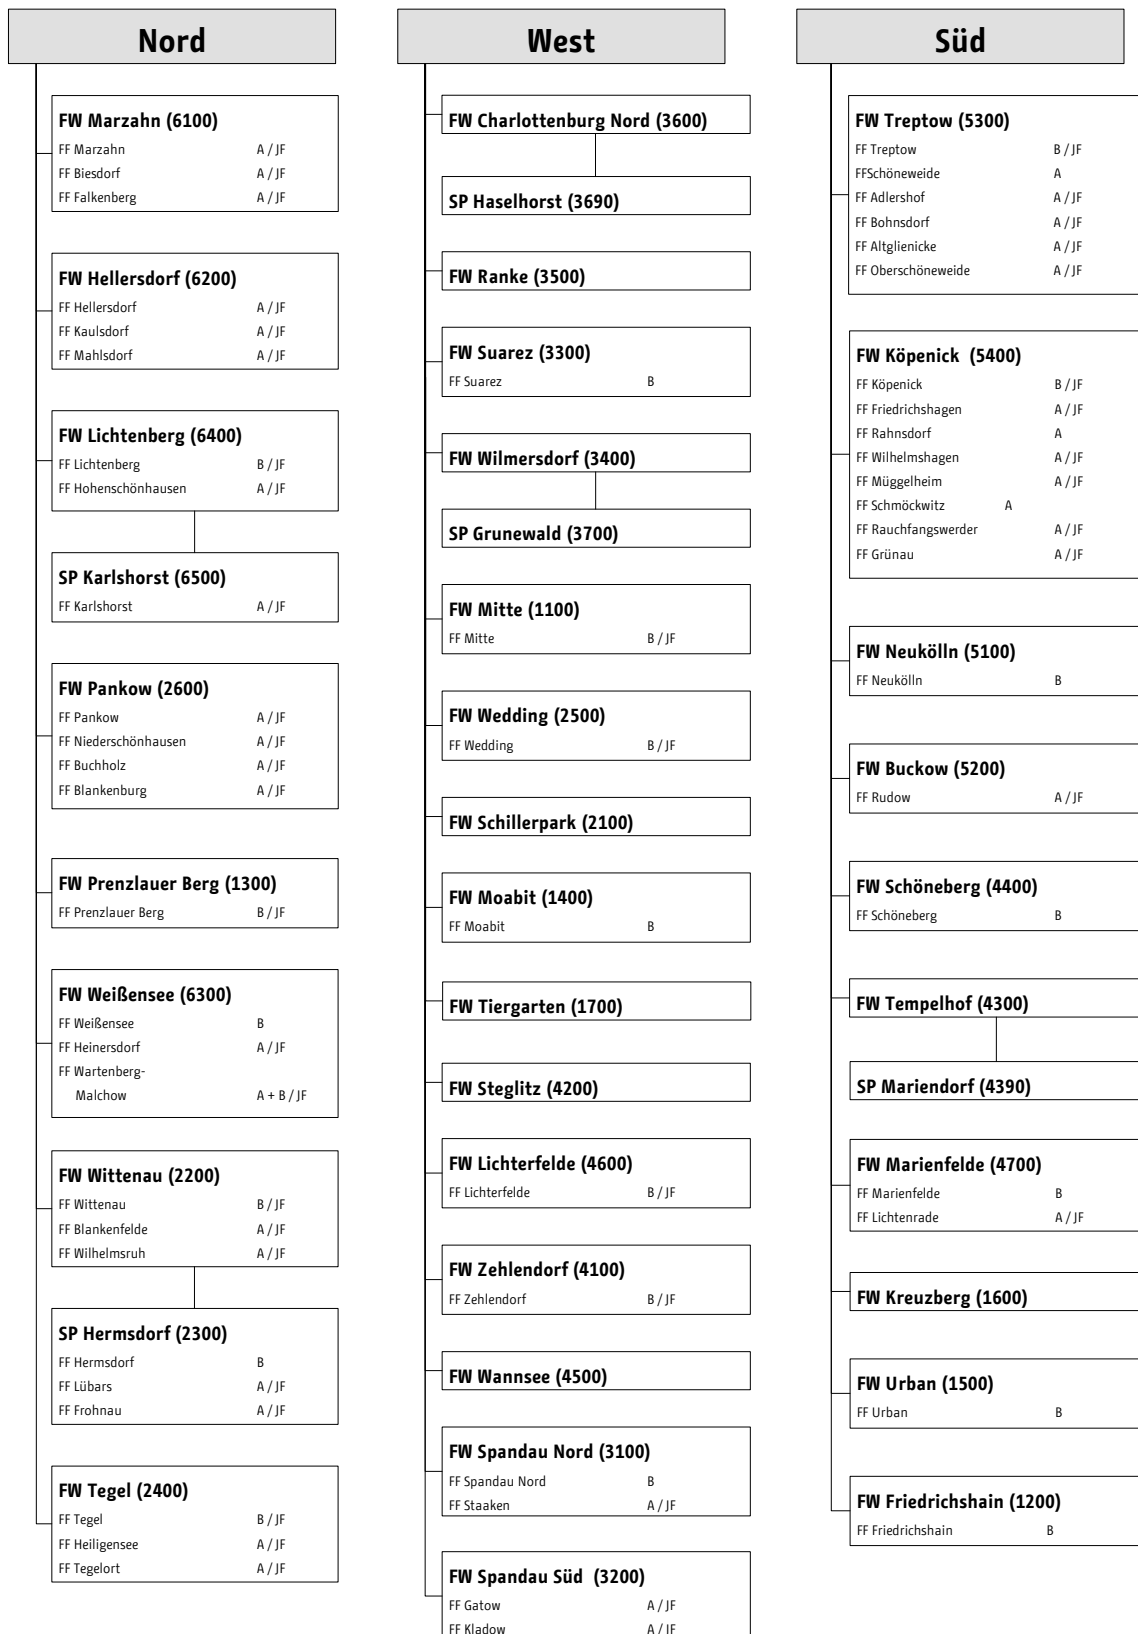 Nord
FW Marzahn (6100)
FF Marzahn A / JF
FF Biesdorf A / JF
FF Falkenberg A / JF
FW Hellersdorf (6200)
FF Hellersdorf A / JF
FF Kaulsdorf A / JF
FF Mahlsdorf A / JF
FW Lichtenberg (6400)
FF Lichtenberg B / JF
FF Hohenschönhausen A / JF
SP Karlshorst (6500)
FF Karlshorst A / JF
FW Pankow (2600)
FF Pankow A / JF
FF Niederschönhausen A / JF
FF Buchholz A / JF
FF Blankenburg A / JF
FW Prenzlauer Berg (1300)
FF Prenzlauer Berg B / JF
FW Weißensee (6300)
FF Weißensee B
FF Heinersdorf A / JF
FF Wartenberg-
Malchow A + B / JF
FW Wittenau (2200)
FF Wittenau B / JF
FF Blankenfelde A / JF
FF Wilhelmsruh A / JF
SP Hermsdorf (2300)
FF Hermsdorf B
FF Lübars A / JF
FF Frohnau A / JF
FW Tegel (2400)
FF Tegel B / JF
FF Heiligensee A / JF
FF Tegelort A / JF
West
FW Charlottenburg Nord (3600)
SP Haselhorst (3690)
FW Ranke (3500)
FW Suarez (3300)
FF Suarez B
FW Wilmersdorf (3400)
SP Grunewald (3700)
FW Mitte (1100)
FF Mitte B / JF
FW Wedding (2500)
FF Wedding B / JF
FW Schillerpark (2100)
FW Moabit (1400)
FF Moabit B
FW Tiergarten (1700)
FW Steglitz (4200)
FW Lichterfelde (4600)
FF Lichterfelde B / JF
FW Zehlendorf (4100)
FF Zehlendorf B / JF
FW Wannsee (4500)
FW Spandau Nord (3100)
FF Spandau Nord B
FF Staaken A / JF
FW Spandau Süd (3200)
FF Gatow A / JF
FF Kladow A / JF
Süd
FW Treptow (5300)
FF Treptow B / JF
FFSchöneweide A
FF Adlershof A / JF
FF Bohnsdorf A / JF
FF Altglienicke A / JF
FF Oberschöneweide A / JF
FW Köpenick (5400)
FF Köpenick B / JF
FF Friedrichshagen A / JF
FF Rahnsdorf A
FF Wilhelmshagen A / JF
FF Müggelheim A / JF
FF Schmöckwitz A
FF Rauchfangswerder A / JF
FF Grünau A / JF
FW Neukölln (5100)
FF Neukölln B
FW Buckow (5200)
FF Rudow A / JF
FW Schöneberg (4400)
FF Schöneberg B
FW Tempelhof (4300)
SP Mariendorf (4390)
FW Marienfelde (4700)
FF Marienfelde B
FF Lichtenrade A / JF
FW Kreuzberg (1600)
FW Urban (1500)
FF Urban B
FW Friedrichshain (1200)
FF Friedrichshain B